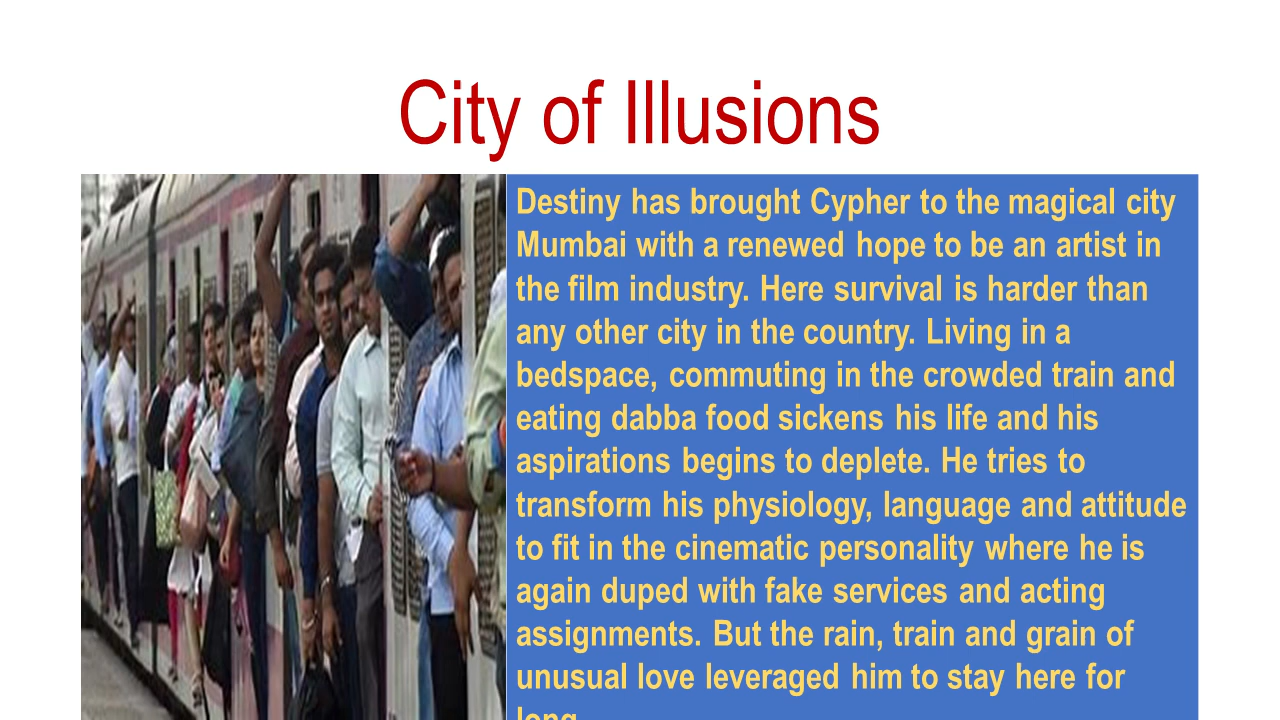 City of Illusions
Destiny has brought Cypher to the magical city
Mumbai with a renewed hope to be an artist in
the film industry. Here survival is harder than
any other city in the country. Living in a
bedspace, commuting in the crowded train and
eating dabba food sickens his life and his
aspirations begins to deplete. He tries to
transform his physiology, language and attitude
to fit in the cinematic personality where he is
again duped with fake services and acting
assignments. But the rain, train and grain of
unusual love leveraged him to stay here for
long